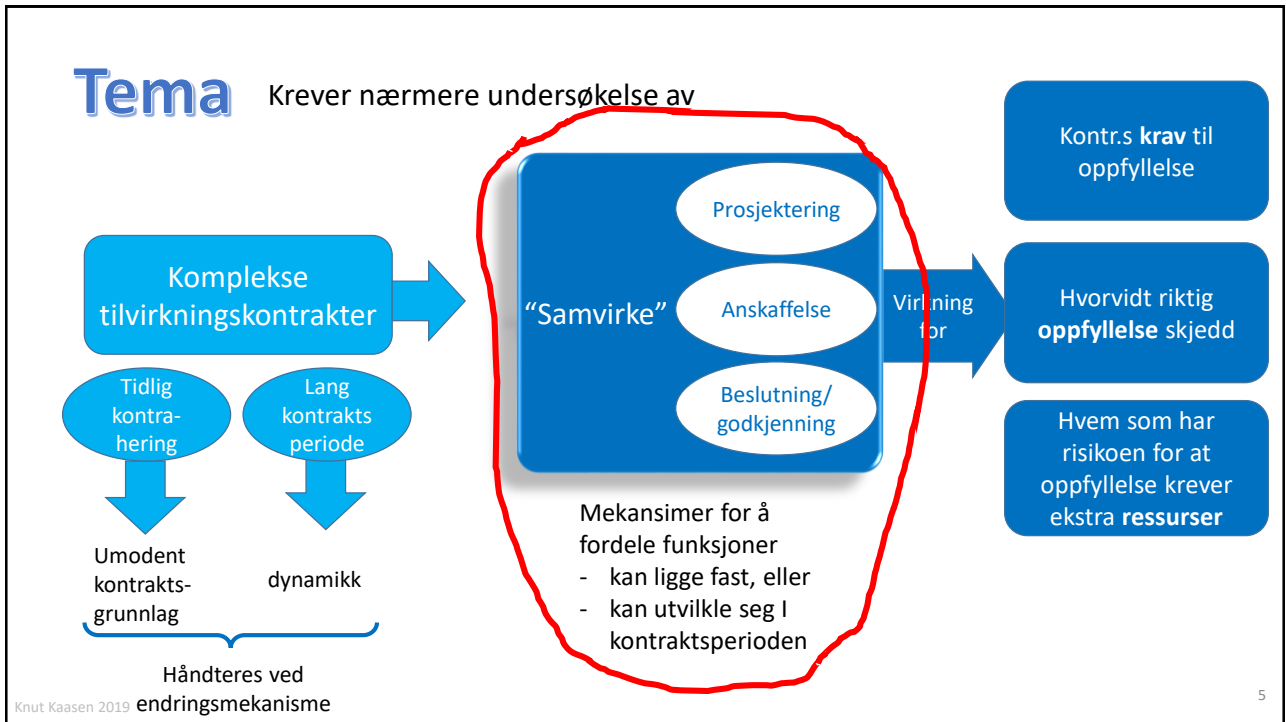 Tema
Krever nærmere undersøkelse av
Komplekse
tilvirkningskontrakter
Tidlig
kontra-
hering
Lang
kontrakts
periode
Umodent
kontrakts-
grunnlag
dynamikk
Håndteres ved
endringsmekanisme
“Samvirke”
Prosjektering
Anskaffelse
Beslutning/
godkjenning
Mekansimer for å
fordele funksjoner
- kan ligge fast, eller
- kan utvilkle seg I
kontraktsperioden
Virkning
for
Kontr.s krav til
oppfyllelse
Hvorvidt riktig
oppfyllelse skjedd
Hvem som har
risikoen for at
oppfyllelse krever
ekstra ressurser
Knut Kaasen 2019
5